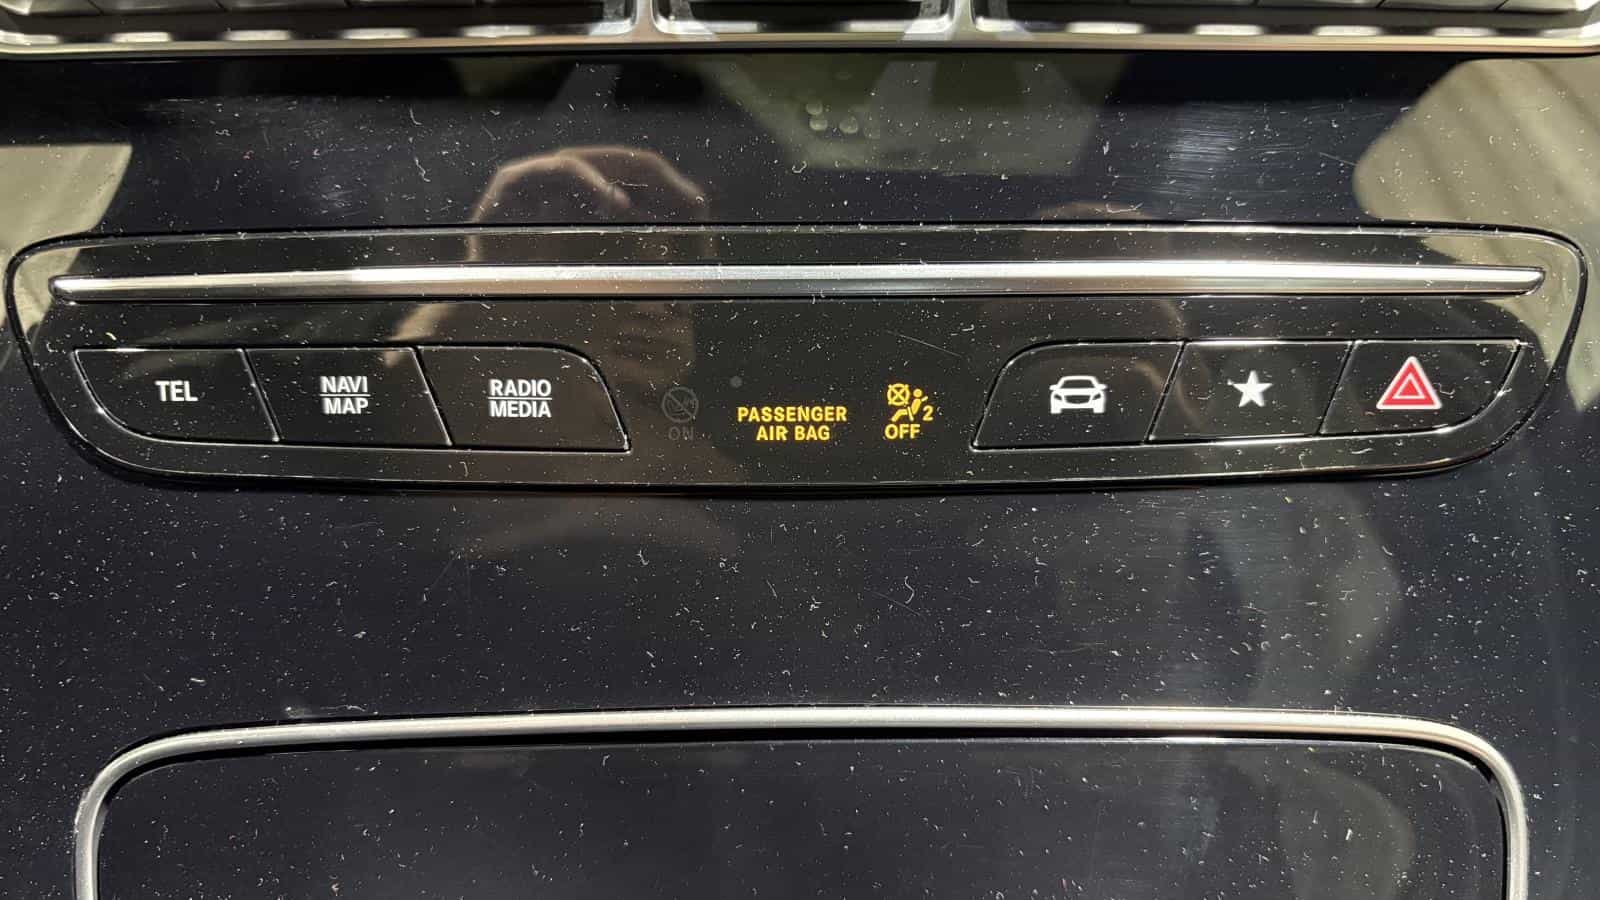 TEL
NAVI
MAP
RADIO
MEDIA
ON
PASSENGER
AIR BAG
2
OFF